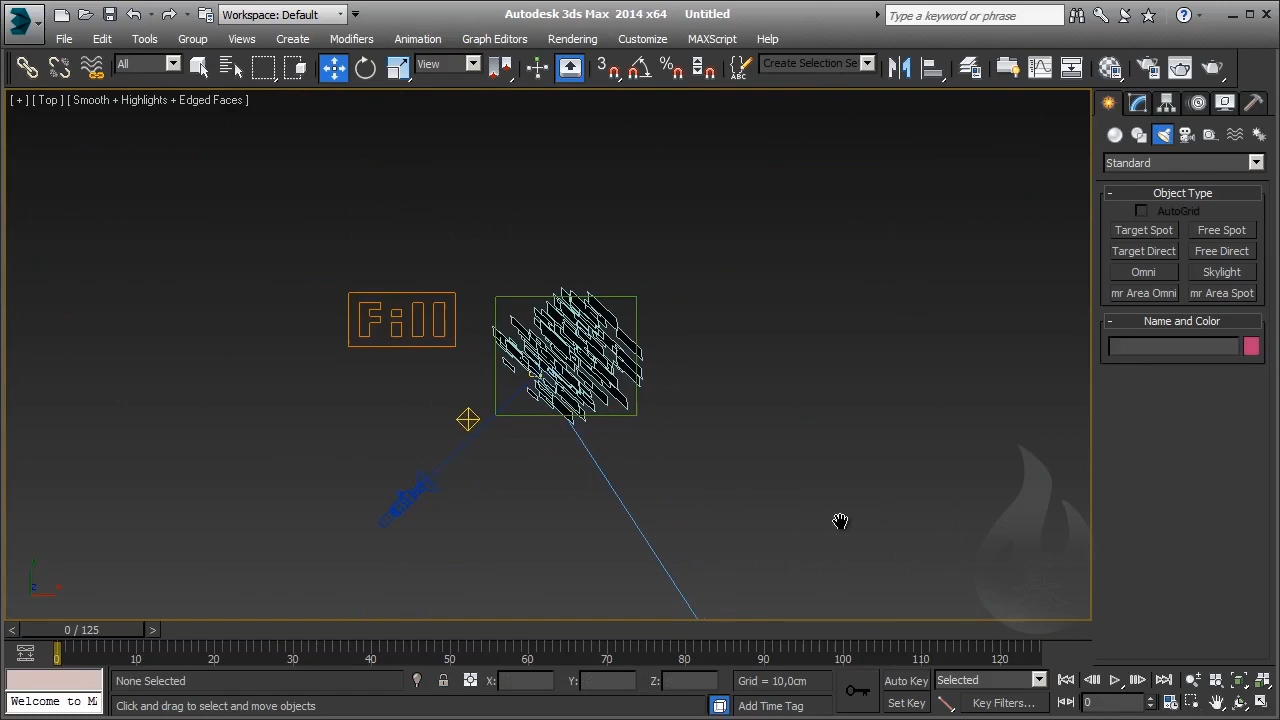 Workspace: Default
Autodesk 3ds Max 2014 x64 Untitled
Type a keyword or phrase
File Edit Tools Group Views Create Modifiers Animation Graph Editors Rendering Customize MAXScript Help
All
View
Create Selection Se
[ + ] [ Top ] [ Smooth + Highlights + Edged Faces ]
Standard
Object Type
AutoGrid
Target Spot Free Spot
Target Direct Free Direct
Omni Skylight
mr Area Omni mr Area Spot
Name and Color
Fill
0 / 125
0 10 20 30 40 50 60 70 80 90 100 110 120
None Selected
X: Y: Z:
Grid = 10,0cm
Auto Key
Selected
Welcome to M
Click and drag to select and move objects
Add Time Tag
Set Key
Key Filters...
0